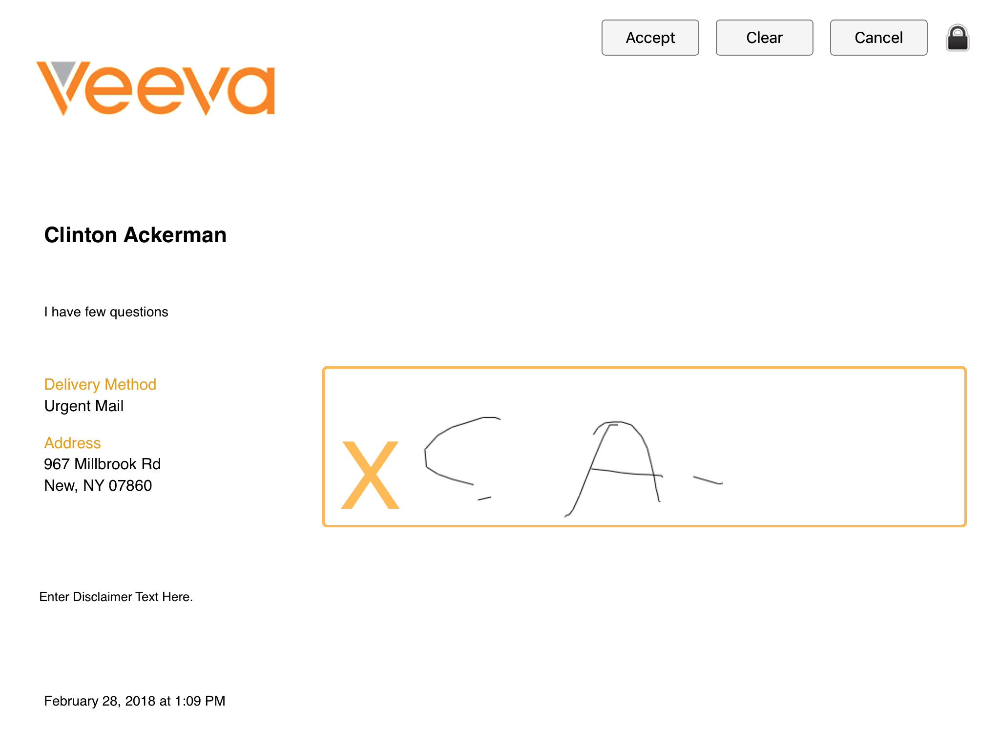 Accept Clear Cancel
veeva
Clinton Ackerman
I have few questions
Delivery Method
Urgent Mail
Address
967 Millbrook Rd
New, NY 07860
X C. A -
Enter Disclaimer Text Here.
February 28, 2018 at 1:09 PM